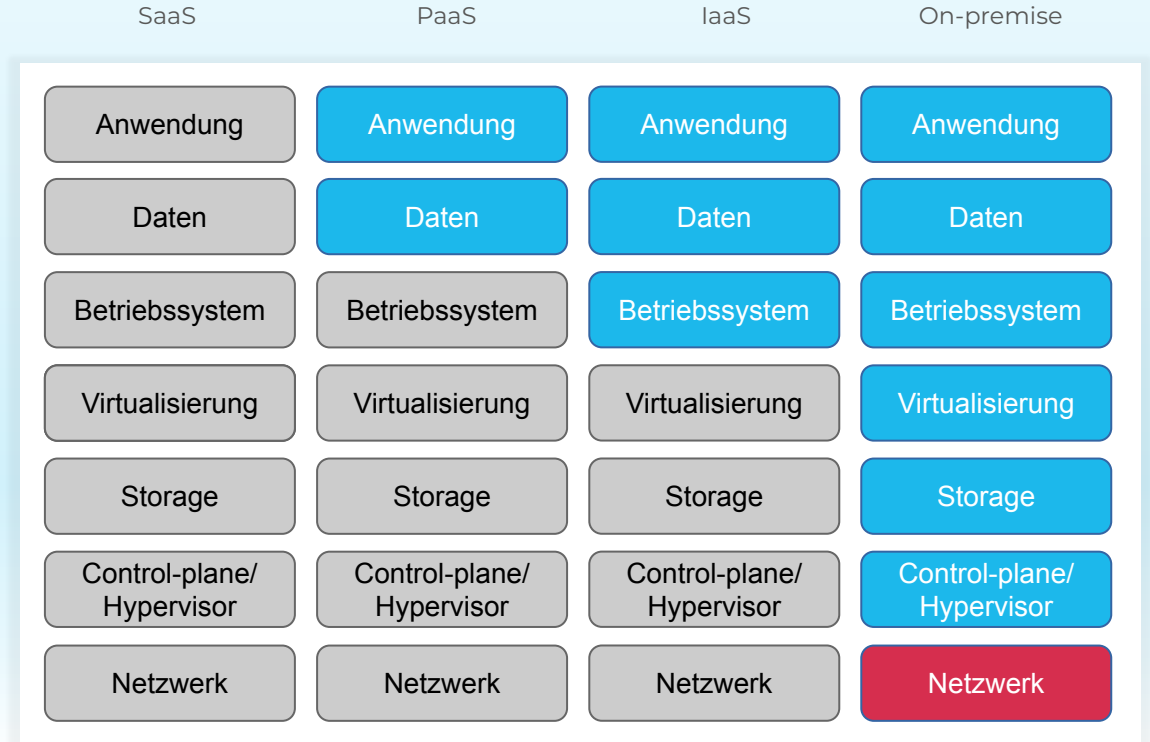 SaaS PaaS IaaS On-premise
Anwendung Anwendung Anwendung Anwendung
Daten Daten Daten Daten
Betriebssystem Betriebssystem Betriebssystem Betriebssystem
Virtualisierung Virtualisierung Virtualisierung Virtualisierung
Storage Storage Storage Storage
Control-plane/ Control-plane/ Control-plane/ Control-plane/
Hypervisor Hypervisor Hypervisor Hypervisor
Netzwerk Netzwerk Netzwerk Netzwerk